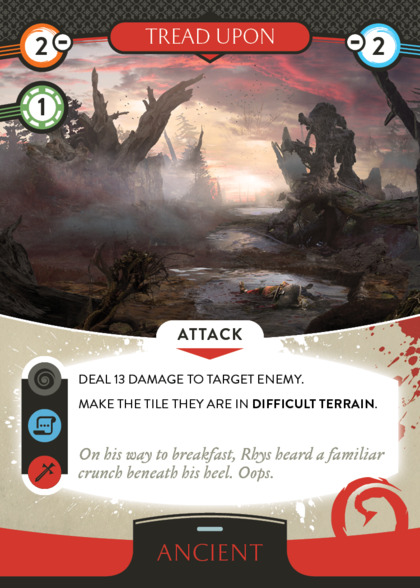 TREAD UPON
2 -
- 2
1
ATTACK
DEAL 13 DAMAGE TO TARGET ENEMY.
MAKE THE TILE THEY ARE IN DIFFICULT TERRAIN.
On his way to breakfast, Rhys heard a familiar
crunch beneath his heel. Oops.
ANCIENT